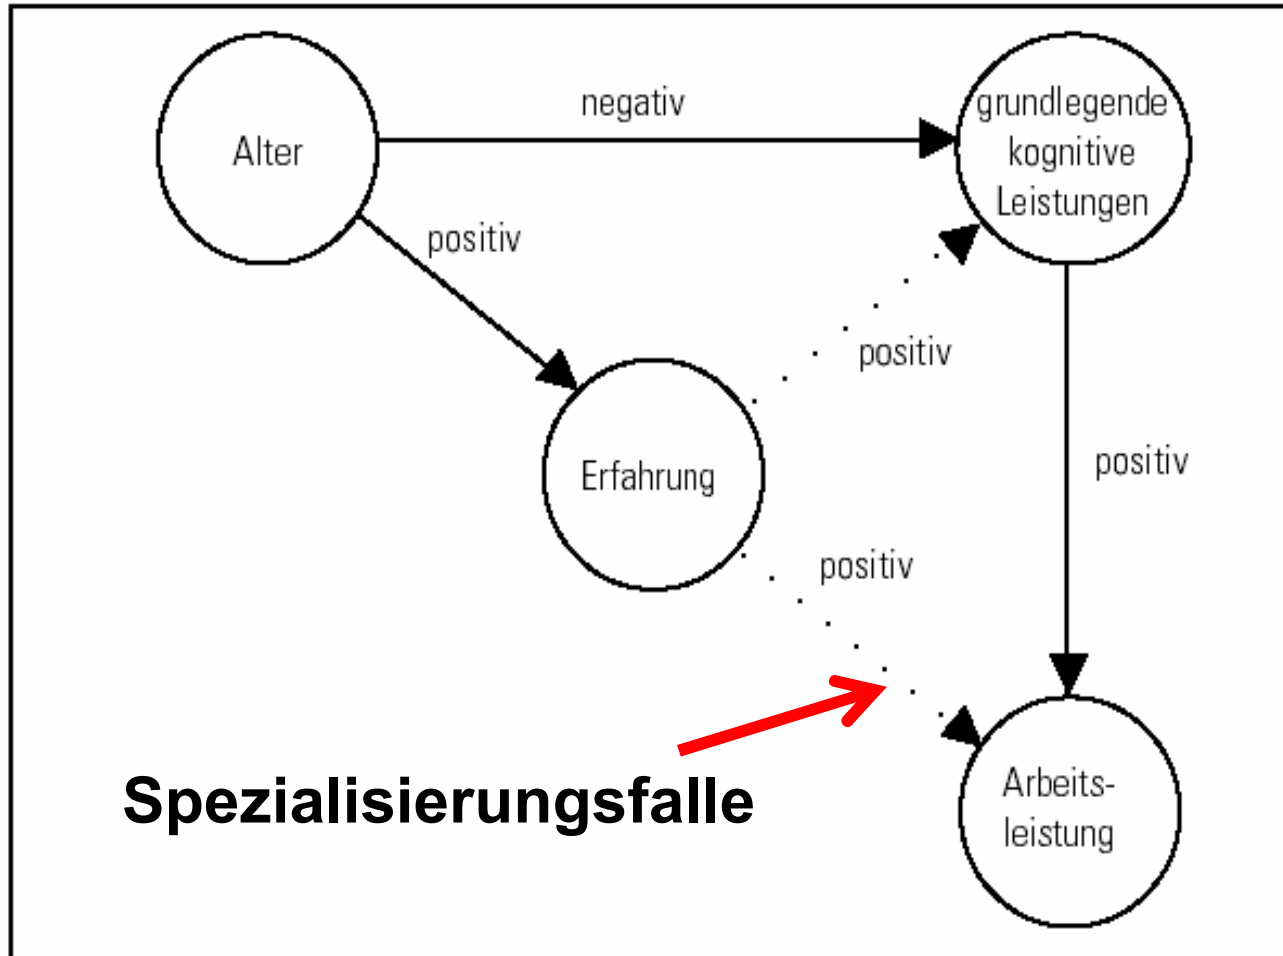 negativ
Alter
grundlegende
kognitive
Leistungen
positiv
positiv
Erfahrung
positiv
positiv
Spezialisierungsfalle
Arbeits-
leistung